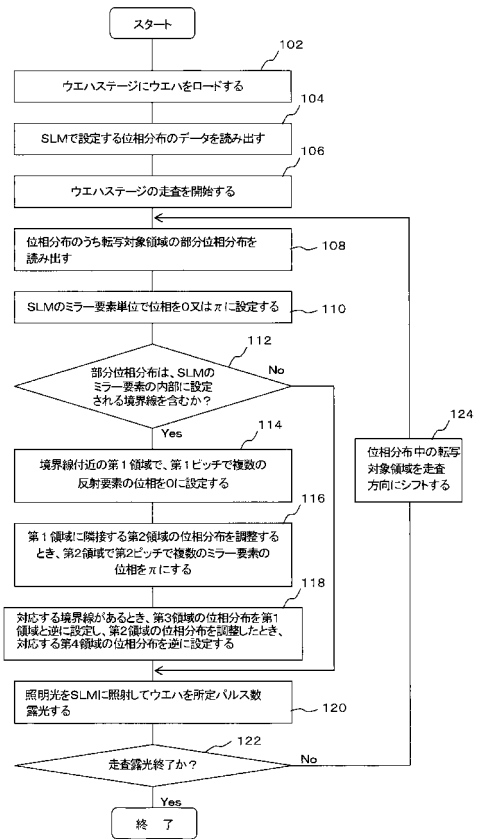 スタート
102
ウエハステージにウエハをロードする
104
SLMで設定する位相分布のデータを読み出す
106
ウエハステージの走査を開始する
位相分布のうち転写対象領域の部分位相分布を
読み出す
108
SLMのミラー要素単位で位相を0又はπに設定する
110
112
部分位相分布は、SLMの
ミラー要素の内部に設定
される境界線を含むか?
No
Yes
114
境界線付近の第1領域で、第1ピッチで複数の
反射要素の位相を0に設定する
116
第1領域に隣接する第2領域の位相分布を調整する
とき、第2領域で第2ピッチで複数のミラー要素の
位相をπにする
118
対応する境界線があるとき、第3領域の位相分布を第1
領域と逆に設定し、第2領域の位相分布を調整したとき、
対応する第4領域の位相分布を逆に設定する
124
位相分布中の転写
対象領域を走査
方向にシフトする
照明光をSLMに照射してウエハを所定パルス数
露光する
120
122
走査露光終了か?
No
Yes
終 了